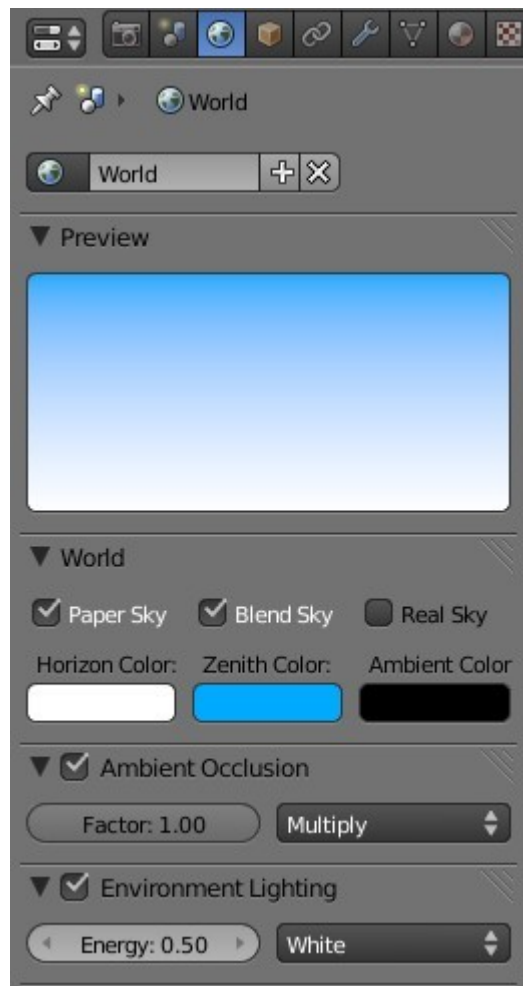 World
World
Preview
World
Paper Sky Blend Sky Real Sky
Horizon Color: Zenith Color: Ambient Color
Ambient Occlusion
Factor: 1.00 Multiply
Environment Lighting
Energy: 0.50 White